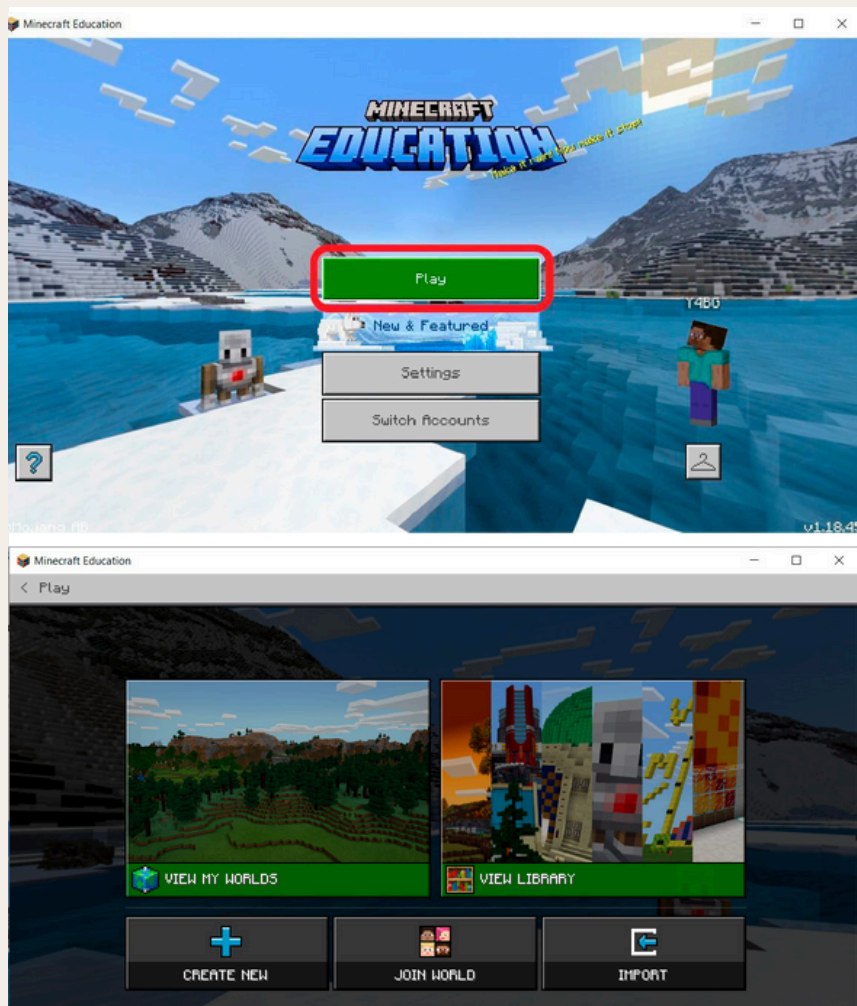 Minecraft Education
MINECRAFT
EDUCATION
Play
Y4BG
New & Featured
Settings
Switch Accounts
?
v1.18.45
Minecraft Education
< Play
VIEW MY WORLDS
VIEW LIBRARY
CREATE NEW
JOIN WORLD
IMPORT